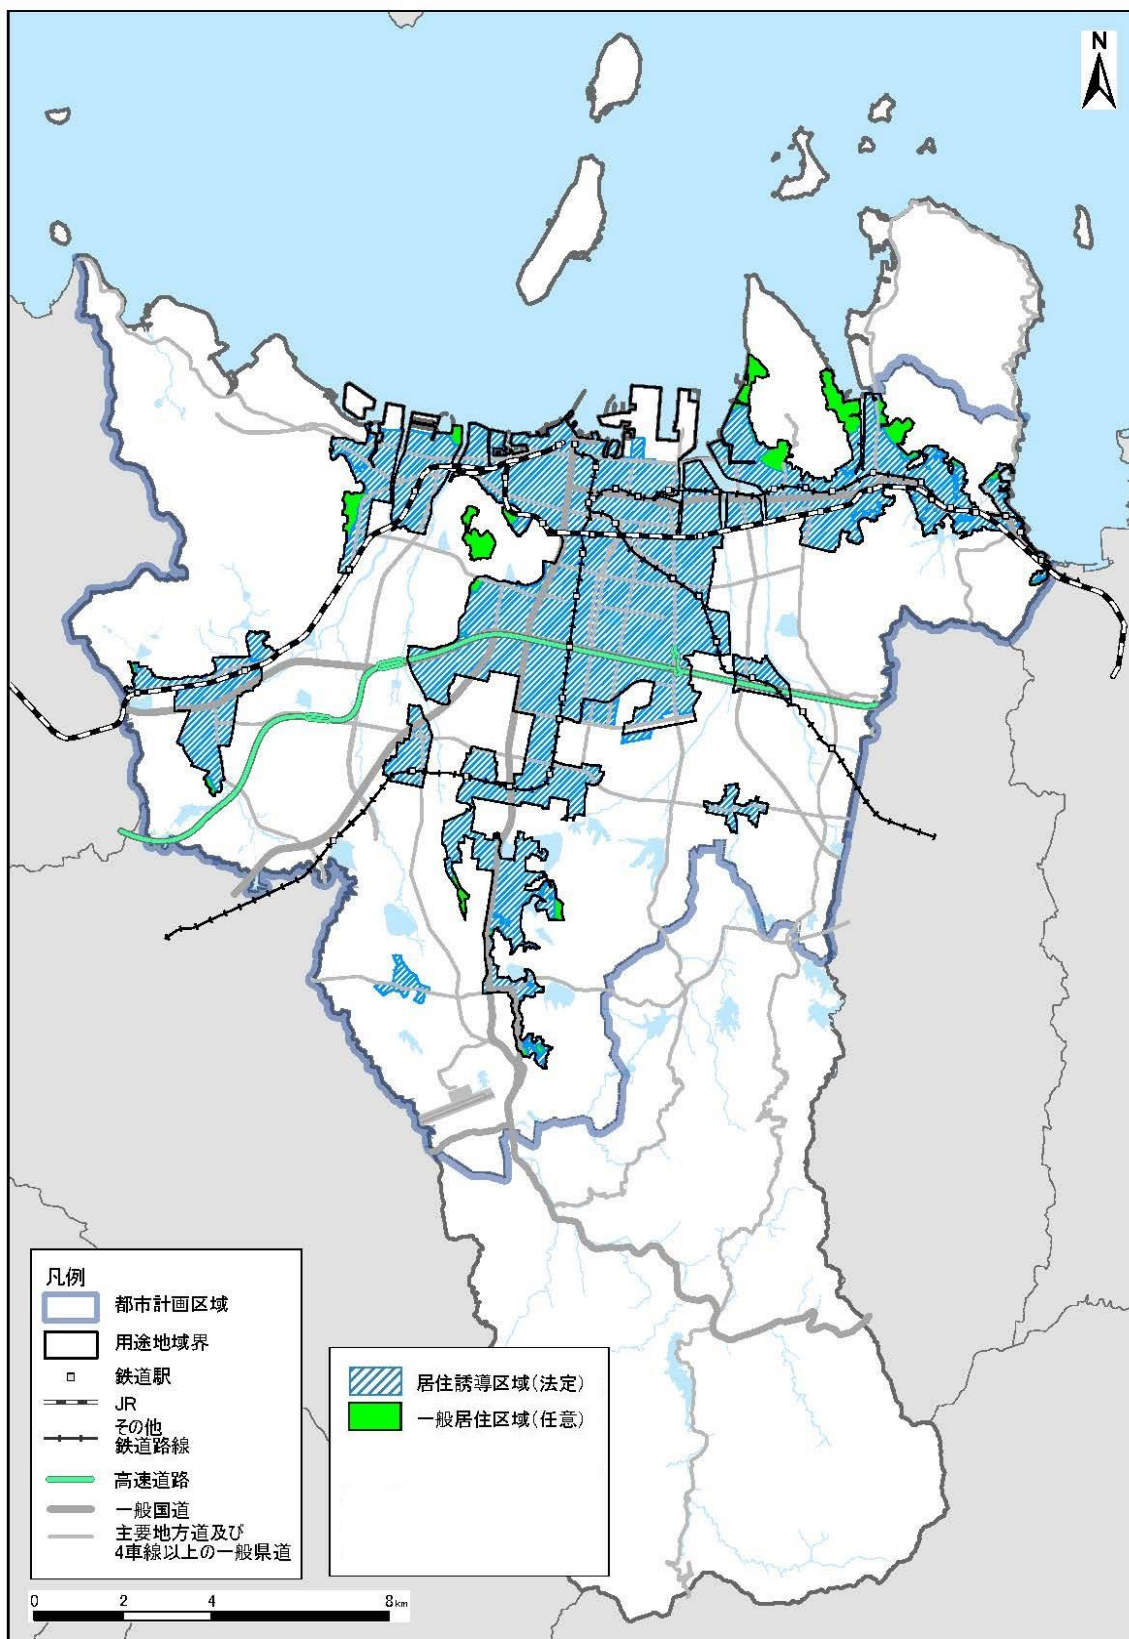 N
凡例
都市計画区域
用途地域界
鉄道駅
JR
その他
鉄道路線
高速道路
一般国道
主要地方道及び
4車線以上の一般県道
居住誘導区域(法定)
一般居住区域(任意)
0 2 4 8 km